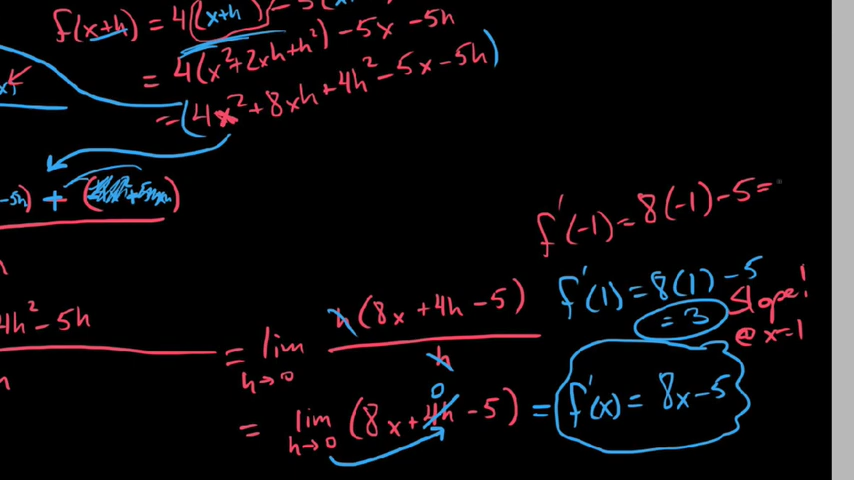 f(x+h) = 4(x+h)
= 4(x²+2xh+h²) -5x -5h
= (4x²+8xh+4h²-5x-5h)
-5h) + (
f'(-1) = 8(-1) -5 =
f'(1) = 8(1) -5
= 3
Slope!
@ x=1
4h² - 5h
= lim h→0 h(8x+4h-5) / h
= lim h→0 (8x+4h-5) = f'(x) = 8x-5
0